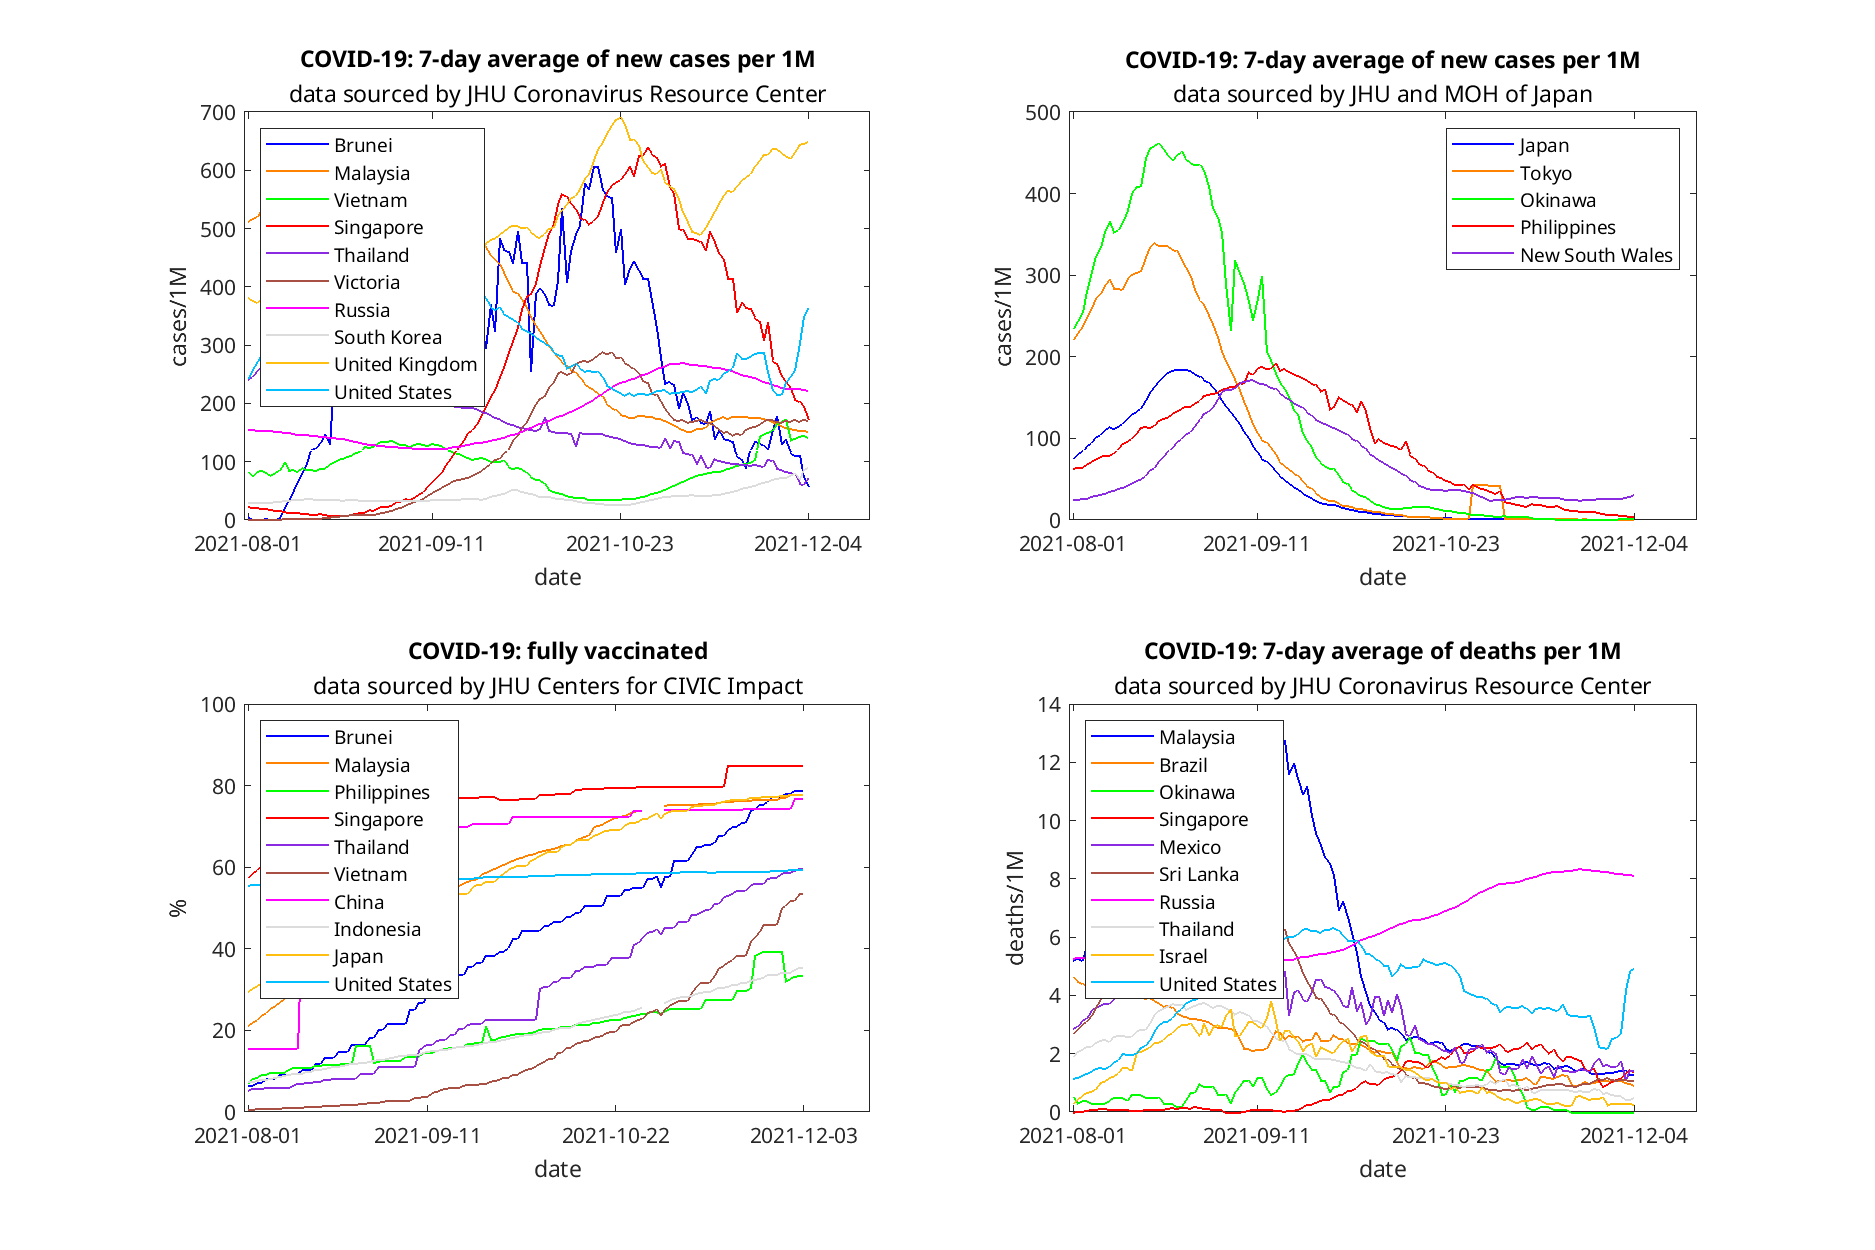 COVID-19: 7-day average of new cases per 1M
data sourced by JHU Coronavirus Resource Center
700
600
500
400
300
200
100
0
cases/1M
Brunei
Malaysia
Vietnam
Singapore
Thailand
Victoria
Russia
South Korea
United Kingdom
United States
2021-08-01 2021-09-11 2021-10-23 2021-12-04
date
COVID-19: 7-day average of new cases per 1M
data sourced by JHU and MOH of Japan
500
400
300
200
100
0
cases/1M
Japan
Tokyo
Okinawa
Philippines
New South Wales
2021-08-01 2021-09-11 2021-10-23 2021-12-04
date
COVID-19: fully vaccinated
data sourced by JHU Centers for CIVIC Impact
100
80
60
40
20
0
%
Brunei
Malaysia
Philippines
Singapore
Thailand
Vietnam
China
Indonesia
Japan
United States
2021-08-01 2021-09-11 2021-10-22 2021-12-03
date
COVID-19: 7-day average of deaths per 1M
data sourced by JHU Coronavirus Resource Center
14
12
10
8
6
4
2
0
deaths/1M
Malaysia
Brazil
Okinawa
Singapore
Mexico
Sri Lanka
Russia
Thailand
Israel
United States
2021-08-01 2021-09-11 2021-10-23 2021-12-04
date